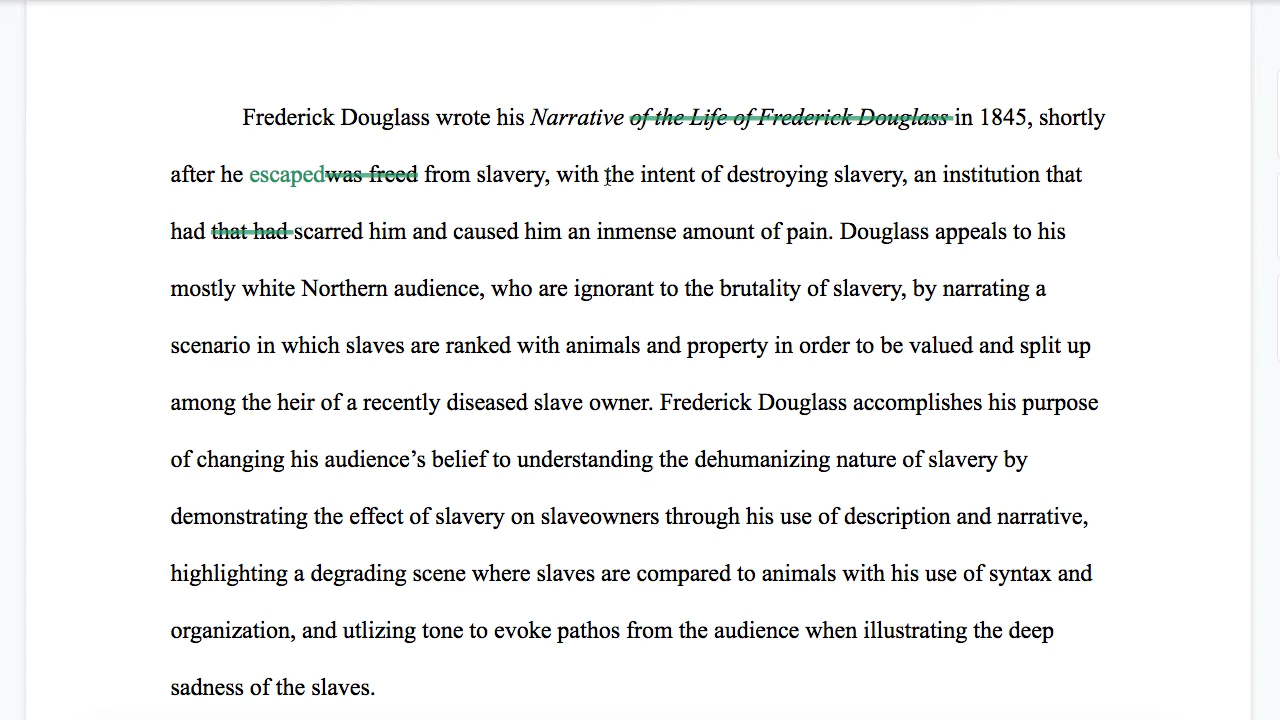 Frederick Douglass wrote his Narrative of the Life of Frederick Douglass in 1845, shortly
after he escapedwas freed from slavery, with the intent of destroying slavery, an institution that
had that had scarred him and caused him an inmense amount of pain. Douglass appeals to his
mostly white Northern audience, who are ignorant to the brutality of slavery, by narrating a
scenario in which slaves are ranked with animals and property in order to be valued and split up
among the heir of a recently diseased slave owner. Frederick Douglass accomplishes his purpose
of changing his audience’s belief to understanding the dehumanizing nature of slavery by
demonstrating the effect of slavery on slaveowners through his use of description and narrative,
highlighting a degrading scene where slaves are compared to animals with his use of syntax and
organization, and utlizing tone to evoke pathos from the audience when illustrating the deep
sadness of the slaves.